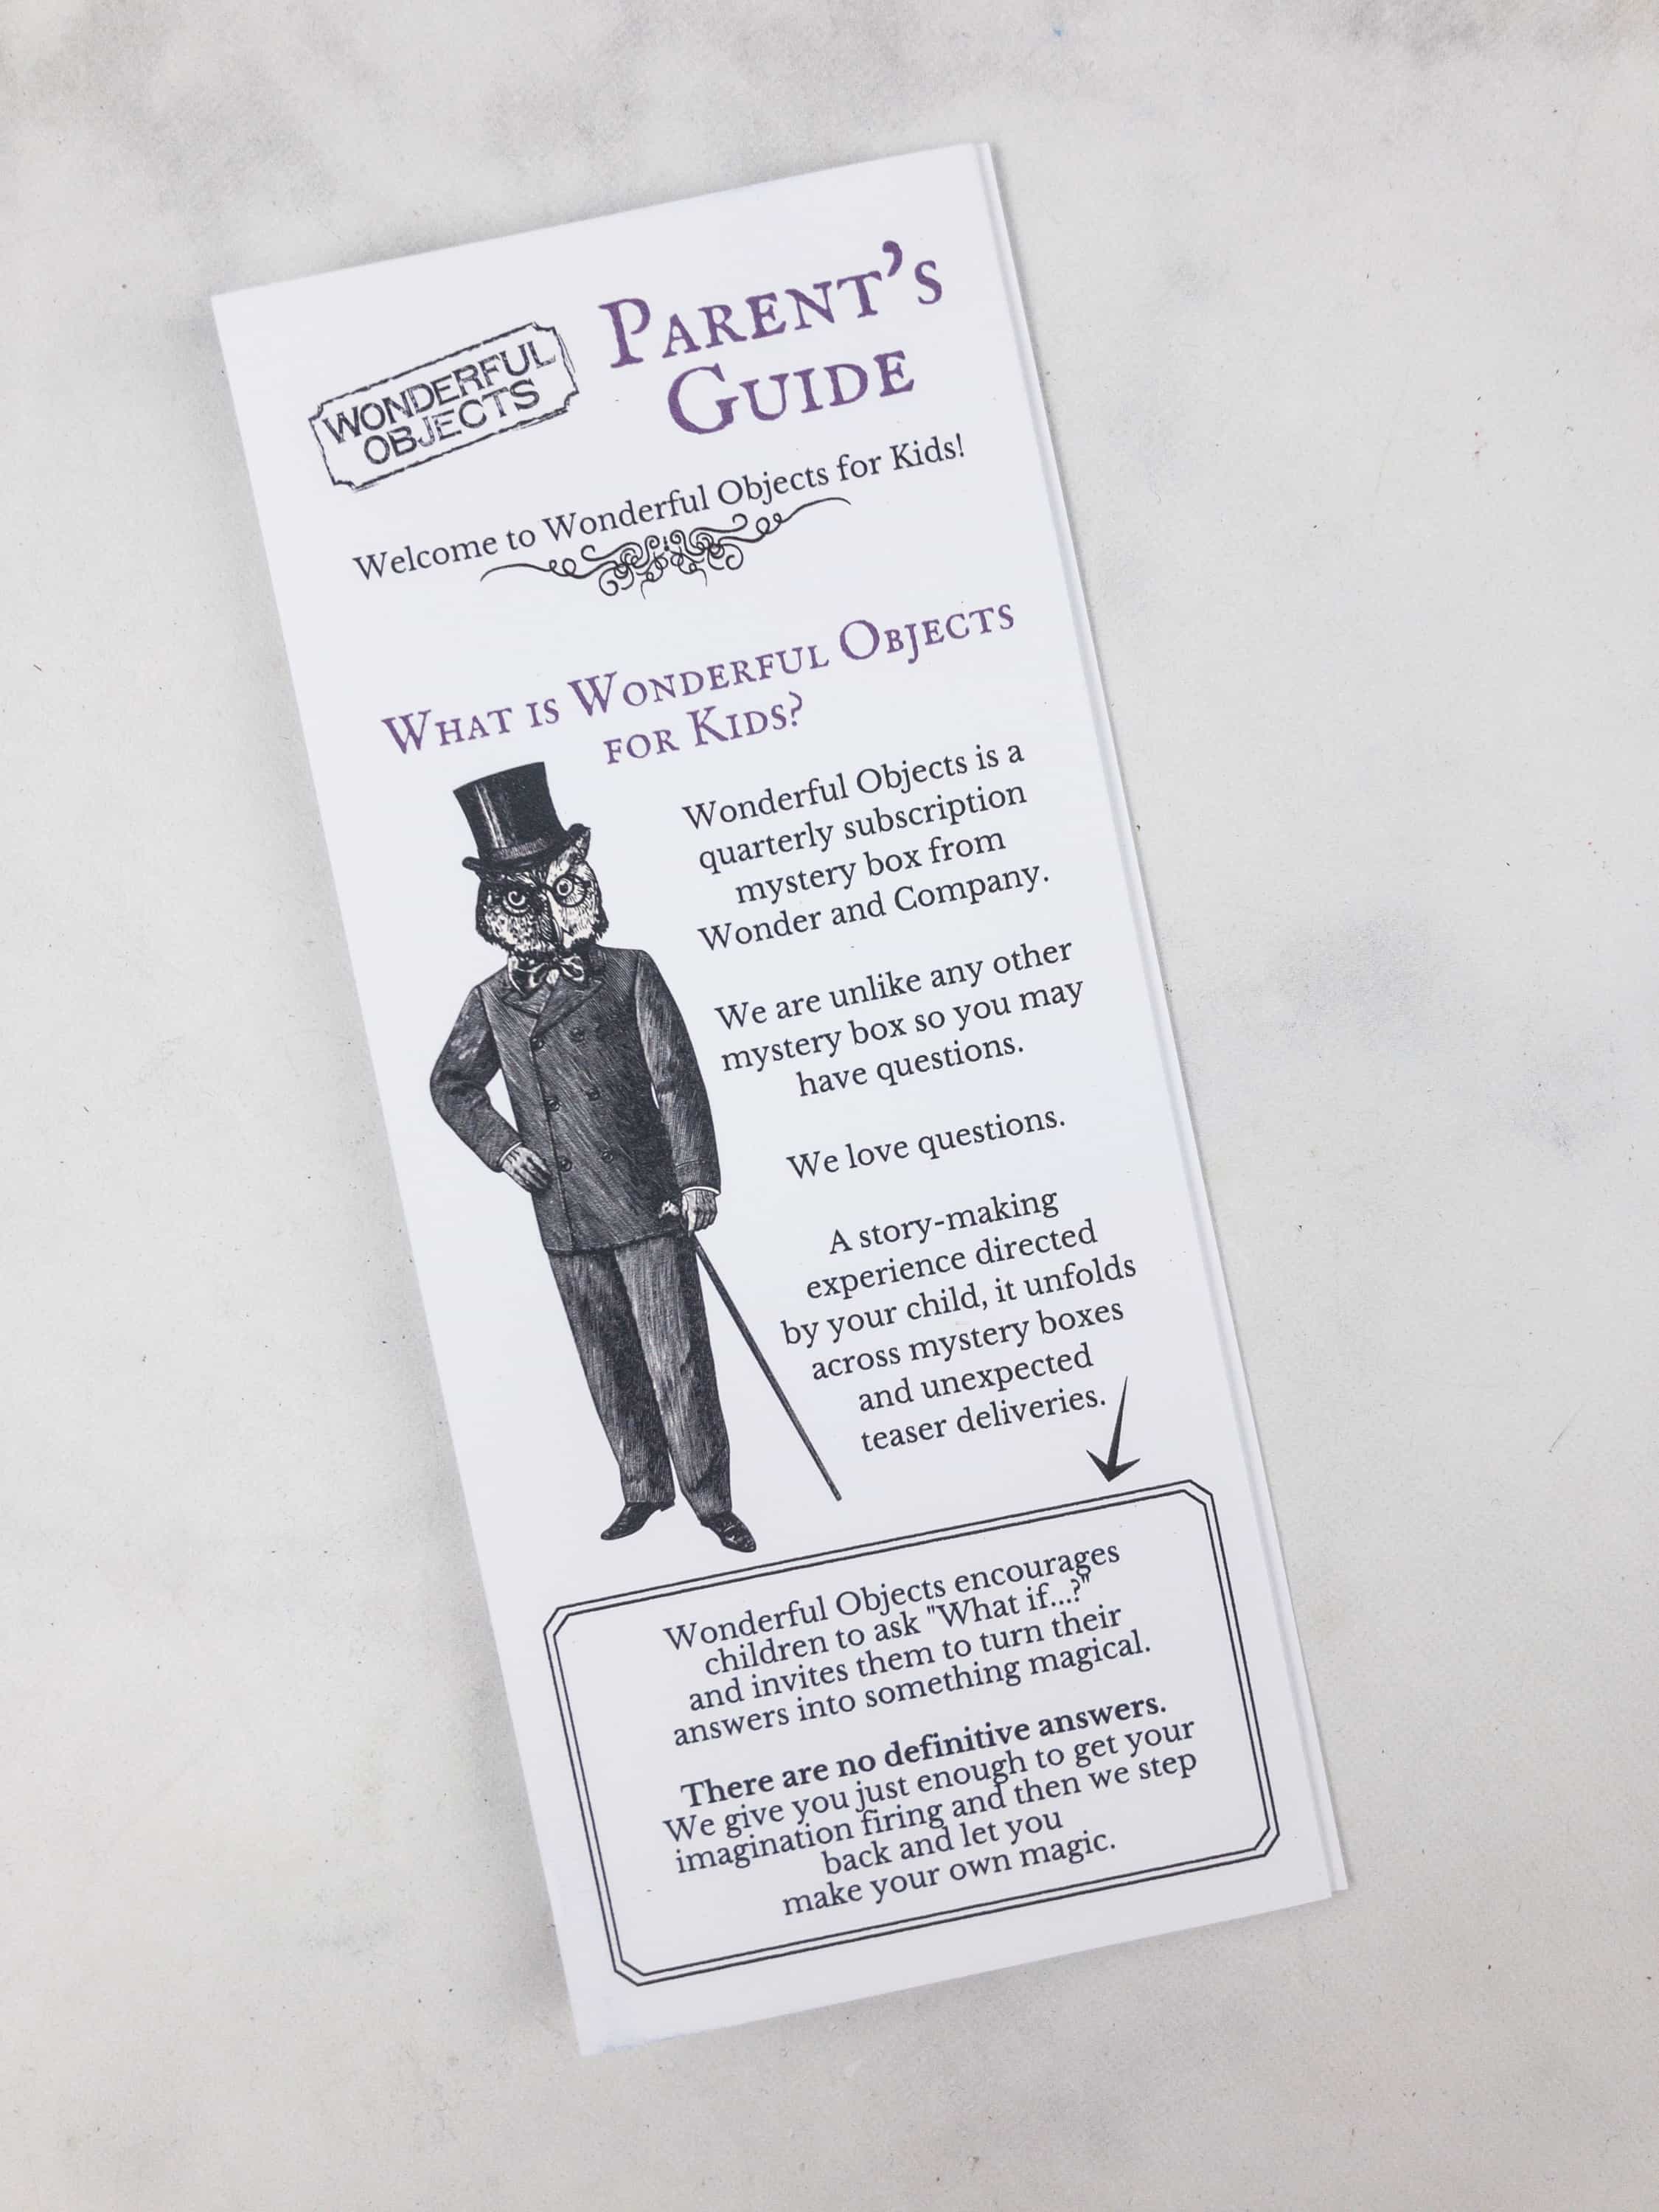 WONDERFUL
OBJECTS
PARENT'S
GUIDE
Welcome to Wonderful Objects for Kids!
WHAT IS WONDERFUL OBJECTS
FOR KIDS?
Wonderful Objects is a
quarterly subscription
mystery box from
Wonder and Company.
We are unlike any other
mystery box so you may
have questions.
We love questions.
A story-making
experience directed
by your child, it unfolds
across mystery boxes
and unexpected
teaser deliveries.
Wonderful Objects encourages
children to ask "What if...?"
and invites them to turn their
answers into something magical.
There are no definitive answers.
We give you just enough to get your
imagination firing and then we step
back and let you
make your own magic.